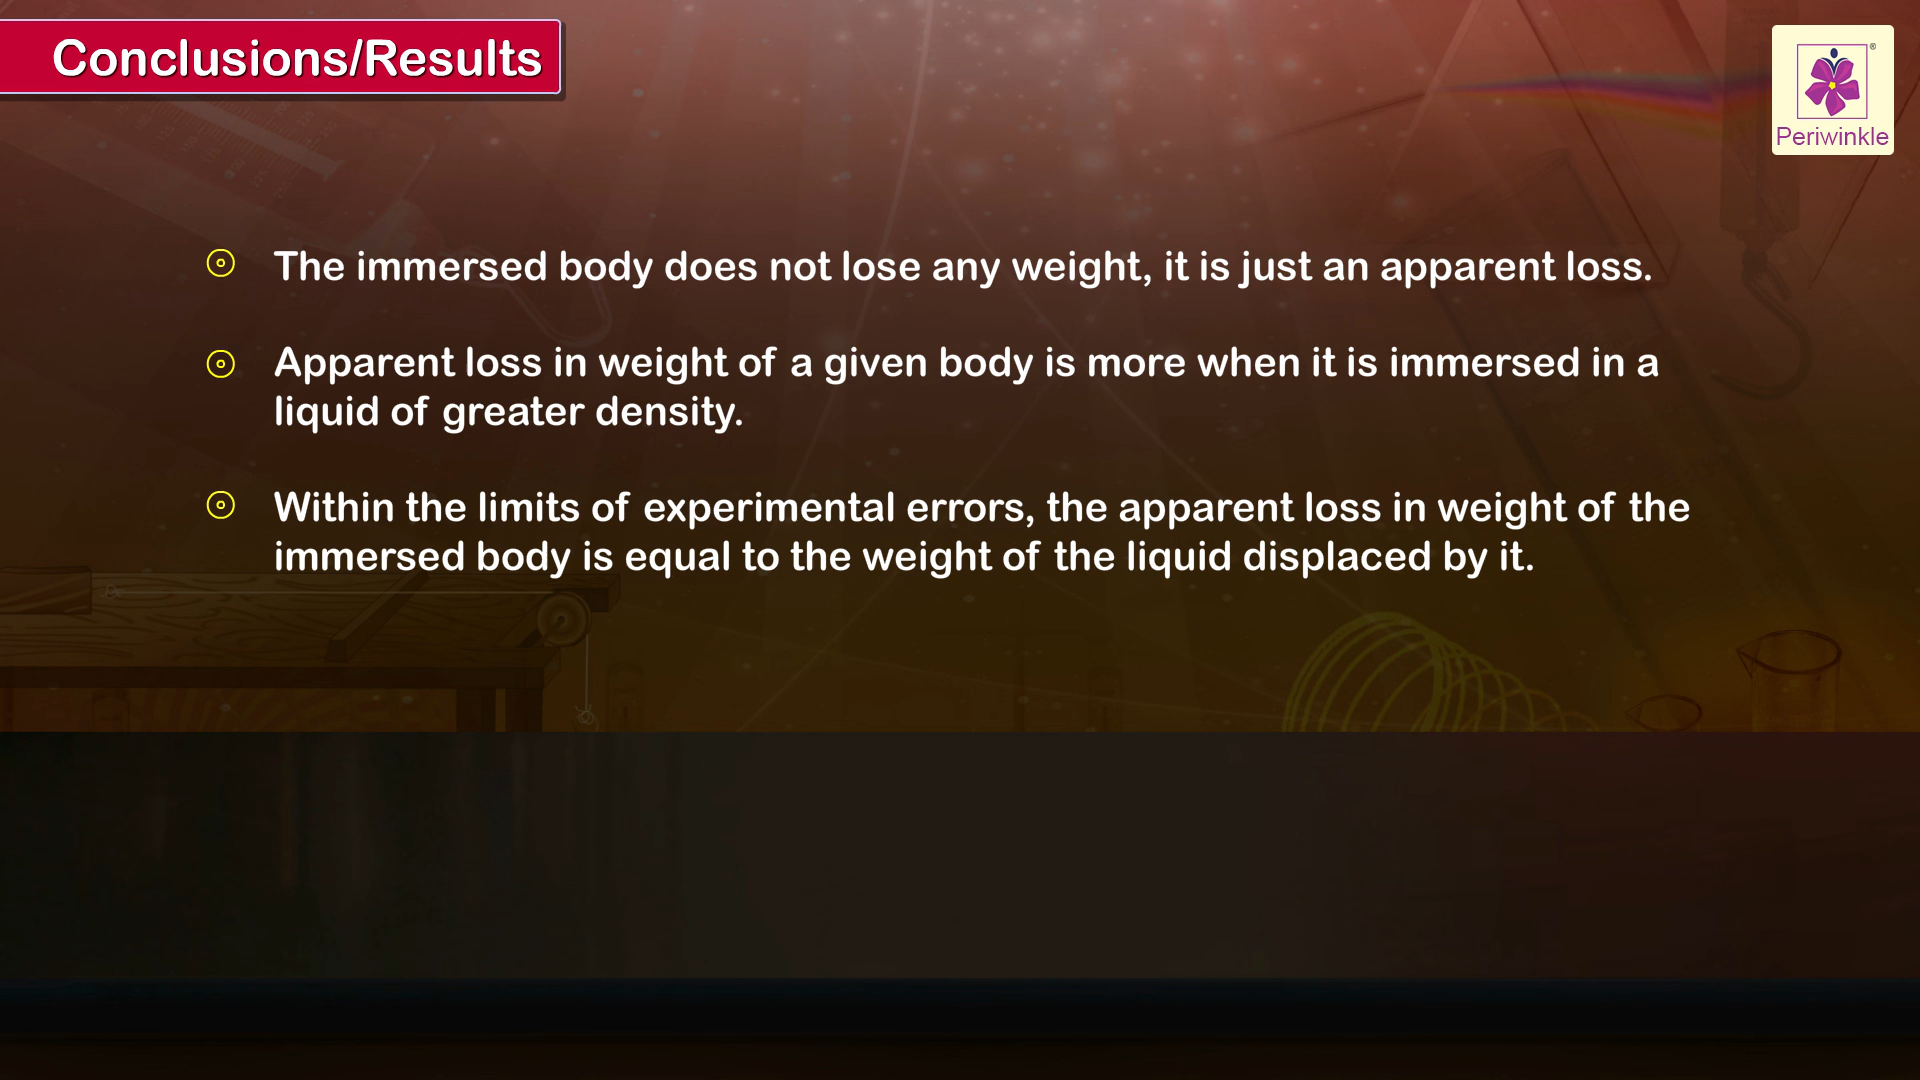 Conclusions/Results
®
Periwinkle
The immersed body does not lose any weight, it is just an apparent loss.
Apparent loss in weight of a given body is more when it is immersed in a
liquid of greater density.
Within the limits of experimental errors, the apparent loss in weight of the
immersed body is equal to the weight of the liquid displaced by it.